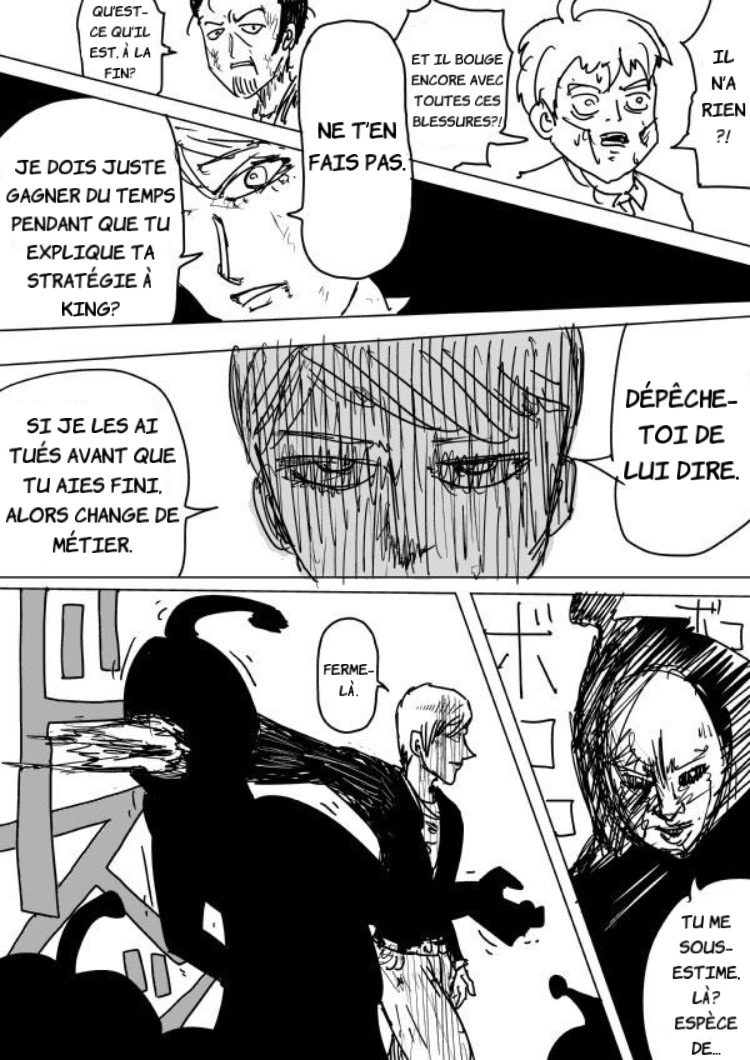 IL
N'A
RIEN
?!
ET IL BOUGE
ENCORE AVEC
TOUTES CES
BLESSURES?!
QU'EST-
CE QU'IL
EST, À LA
FIN?
NE T'EN
FAIS PAS.
JE DOIS JUSTE
GAGNER DU TEMPS
PENDANT QUE TU
EXPLIQUE TA
STRATÉGIE À
KING?
DÉPÊCHE-
TOI DE
LUI DIRE.
SI JE LES AI
TUÉS AVANT QUE
TU AIES FINI,
ALORS CHANGE DE
MÉTIER.
TU ME
SOUS-
ESTIME,
LÀ?
ESPÈCE
DE...
FERME-
LÀ.